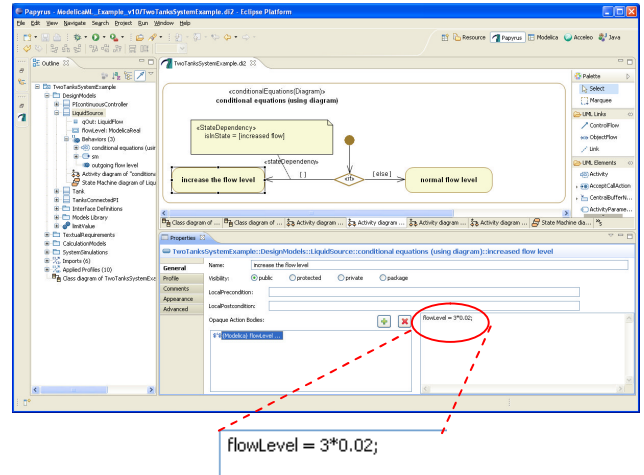 Papyrus - ModelicaML_Example_v10/TwoTanksSystemExample.di2 - Eclipse Platform
File Edit View Navigate Search Project Run Window Help
Resource Papyrus Modelica Acceleo Java
Outline
TwoTanksSystemExample.di2
TwoTanksSystemExample
DesignModels
PIcontinuousController
LiquidSource
qOut: LiquidFlow
flowLevel: ModelicaReal
Behaviors (3)
conditional equations (usin
sm
outgoing flow level
Activity diagram of "conditiona
State Machine diagram of Liqu
Tank
TanksConnectedPI
Interface Definitions
Models Library
limitValue
TextualRequirements
CalculationModels
SystemSimulations
Imports (6)
Applied Profiles (10)
Class diagram of TwoTanksSystemExa
«conditionalEquations(Diagram)»
conditional equations (using diagram)
«StateDependency»
isInState = [increased flow]
«stateDependency»
increase the flow level
[ ]
«if»
[else]
normal flow level
Palette
Select
Marquee
UML Links
ControlFlow
ObjectFlow
Link
UML Elements
Activity
AcceptCallAction
CentralBufferN...
ActivityParame...
Class diagram of ... Class diagram of ... Activity diagram ... Activity diagram ... Activity diagram ... Activity diagram ... State Machine dia...
Properties
TwoTanksSystemExample::DesignModels::LiquidSource::conditional equations (using diagram)::increased flow level
General
Profile
Comments
Appearance
Advanced
Name: increase the flow level
Visibility: public protected private package
LocalPrecondition:
LocalPostcondition:
Opaque Action Bodies:
(Modelica) flowLevel ...
flowLevel = 3*0.02;
flowLevel = 3*0.02;